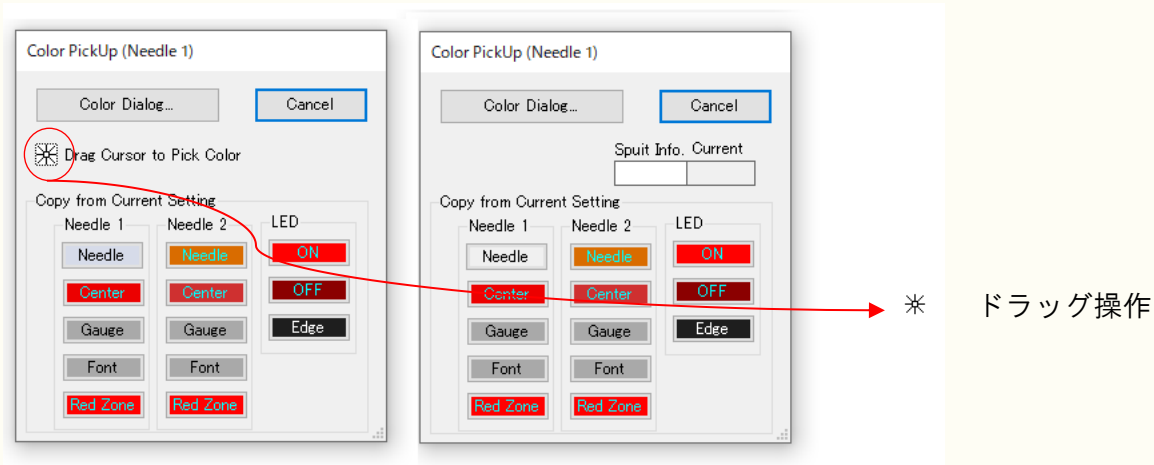 Color PickUp (Needle 1)
Color Dialog...
Cancel
Drag Cursor to Pick Color
Copy from Current Setting
Needle 1
Needle 2
LED
Needle
Needle
ON
Center
Center
OFF
Gauge
Gauge
Edge
Font
Font
Red Zone
Red Zone
Color PickUp (Needle 1)
Color Dialog...
Cancel
Spuit Info.
Current
Copy from Current Setting
Needle 1
Needle 2
LED
Needle
Needle
ON
Center
Center
OFF
Gauge
Gauge
Edge
Font
Font
Red Zone
Red Zone
ドラッグ操作